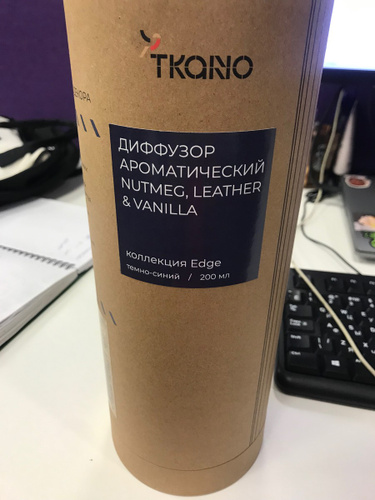 TKANO
ДИФФУЗОР
АРОМАТИЧЕСКИЙ
NUTMEG, LEATHER
& VANILLA
коллекция Edge
темно-синий / 200 мл